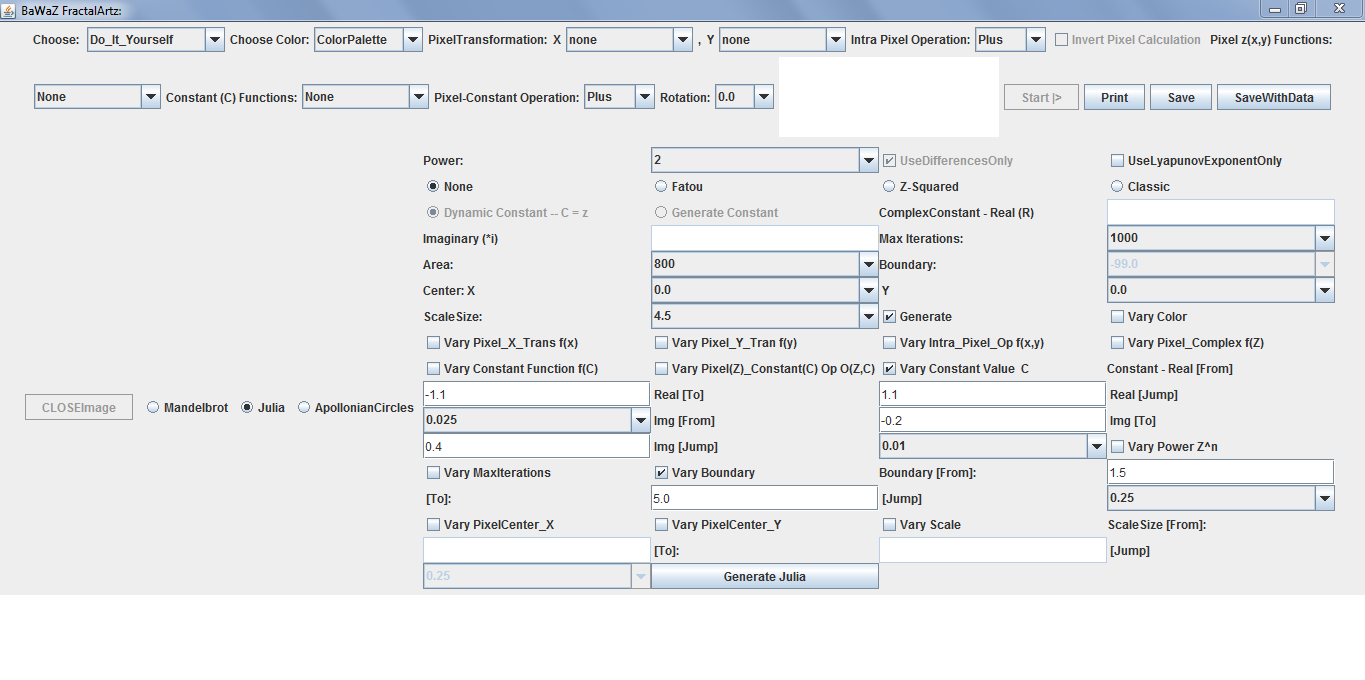 BaWaZ FractalArtz:
Choose: Do_It_Yourself Choose Color: ColorPalette PixelTransformation: X none , Y none Intra Pixel Operation: Plus Invert Pixel Calculation Pixel z(x,y) Functions:
None Constant (C) Functions: None Pixel-Constant Operation: Plus Rotation: 0.0 Start |> Print Save SaveWithData
Power: 2 UseDifferencesOnly UseLyapunovExponentOnly
None Fatou Z-Squared Classic
Dynamic Constant -- C = z Generate Constant ComplexConstant - Real (R)
Imaginary (*i) Max Iterations: 1000
Area: 800 Boundary: -99.0
Center: X 0.0 Y 0.0
ScaleSize: 4.5 Generate Vary Color
Vary Pixel_X_Trans f(x) Vary Pixel_Y_Tran f(y) Vary Intra_Pixel_Op f(x,y) Vary Pixel_Complex f(Z)
Vary Constant Function f(C) Vary Pixel(Z)_Constant(C) Op O(Z,C) Vary Constant Value C Constant - Real [From]
-1.1 Real [To] 1.1 Real [Jump]
CLOSEImage Mandelbrot Julia ApollonianCircles
0.025 Img [From] -0.2 Img [To]
0.4 Img [Jump] 0.01 Vary Power Z^n
Vary MaxIterations Vary Boundary Boundary [From]: 1.5
[To]: 5.0 [Jump] 0.25
Vary PixelCenter_X Vary PixelCenter_Y Vary Scale ScaleSize [From]:
[To]: [Jump]
0.25 Generate Julia